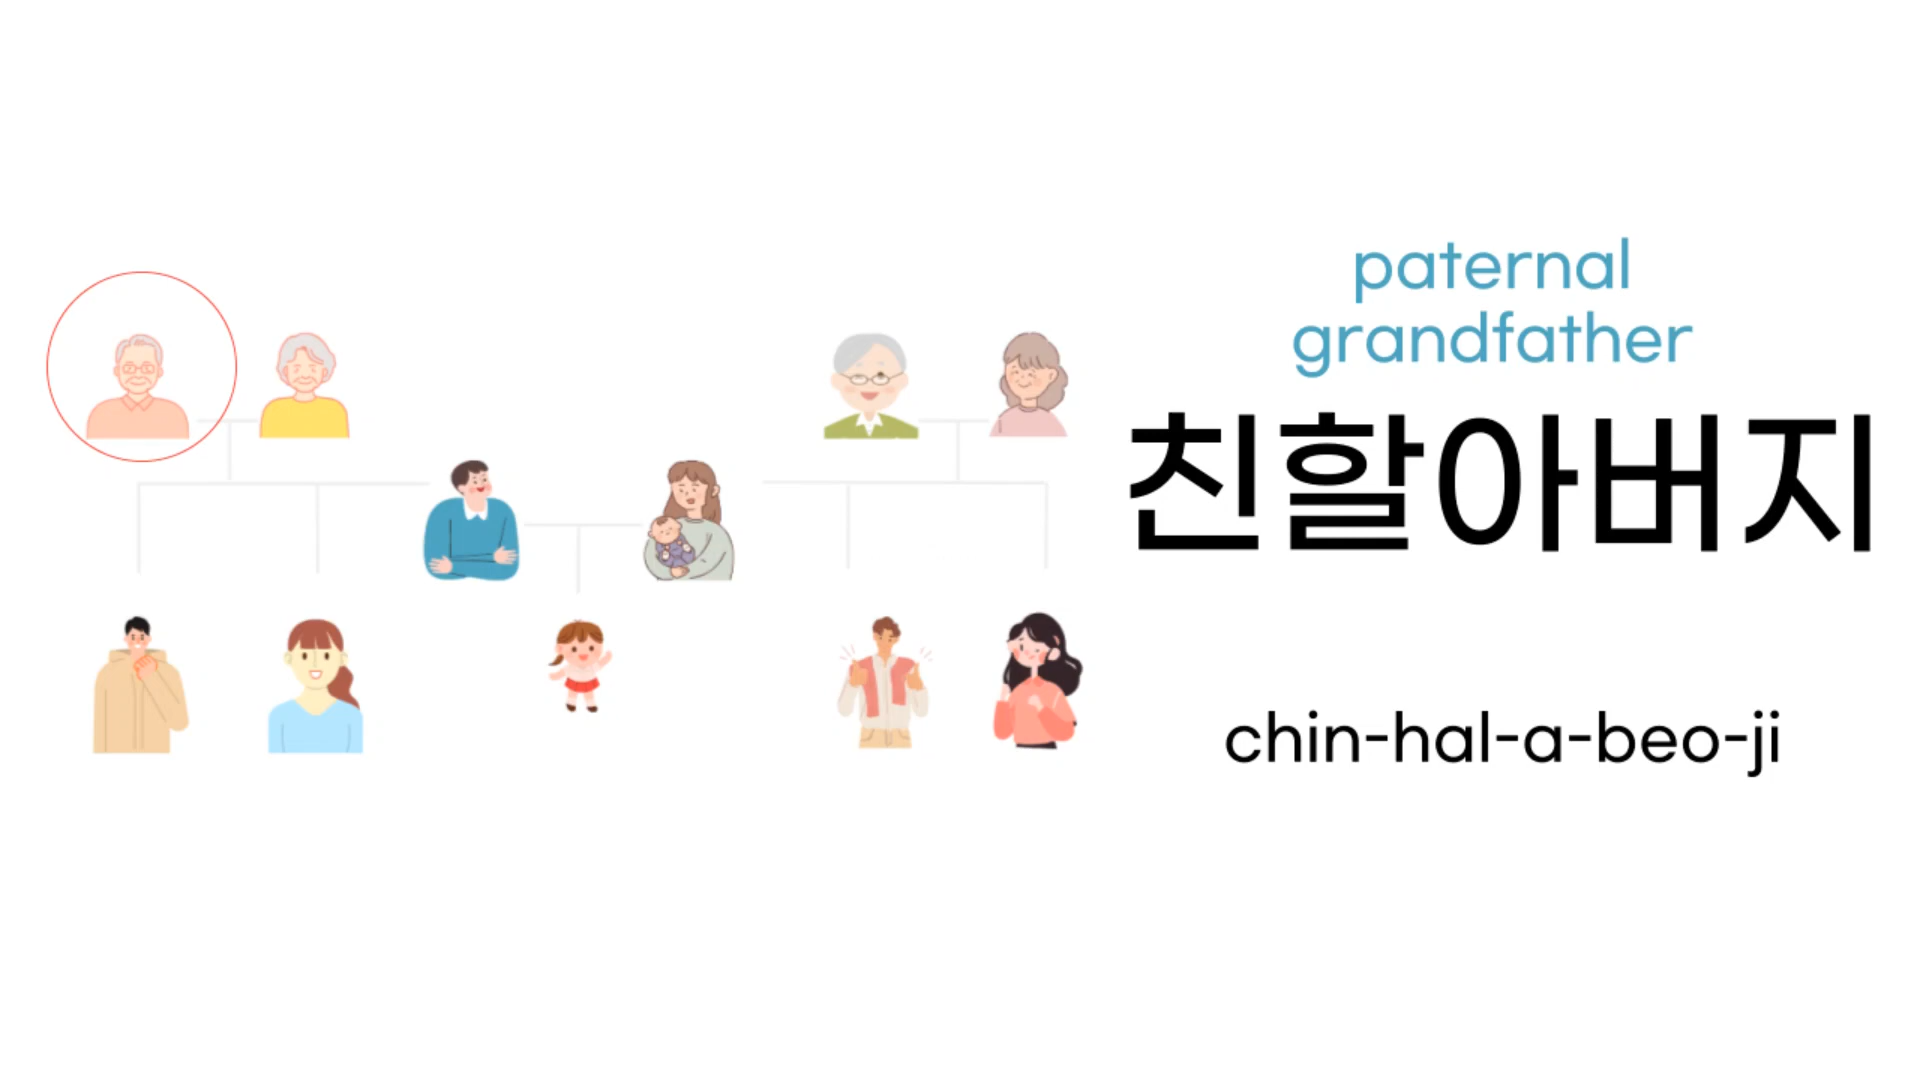 paternal
grandfather
친할아버지
chin-hal-a-beo-ji